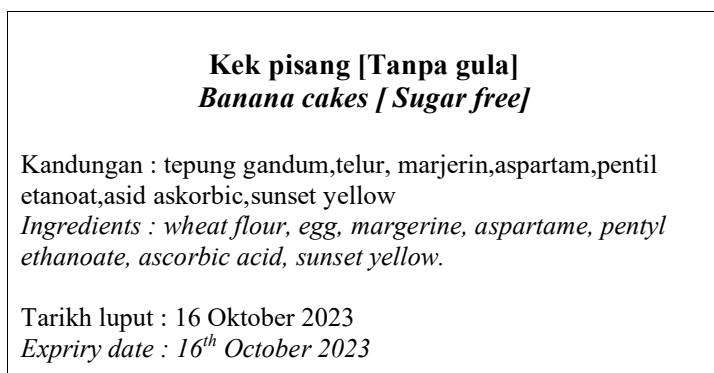 Kek pisang [Tanpa gula]
Banana cakes [ Sugar free]
Kandungan : tepung gandum,telur, marjerin,aspartam,pentil
etanoat,asid askorbic,sunset yellow
Ingredients : wheat flour, egg, margerine, aspartame, pentyl
ethanoate, ascorbic acid, sunset yellow.
Tarikh luput : 16 Oktober 2023
Expriry date : 16th October 2023